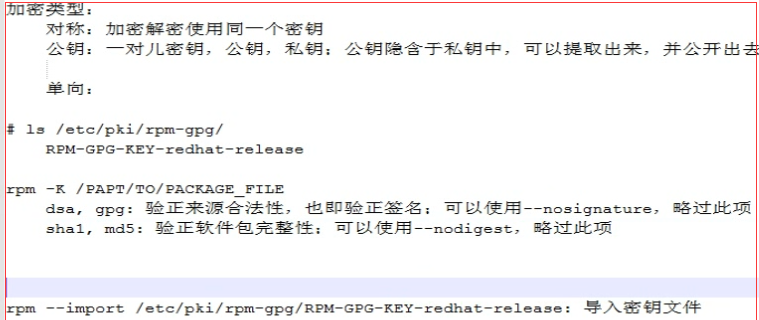 加密类型：
对称：加密解密使用同一个密钥
公钥：一对儿密钥，公钥，私钥；公钥隐含于私钥中，可以提取出来，并公开出去
单向：
# ls /etc/pki/rpm-gpg/
RPM-GPG-KEY-redhat-release
rpm -K /PAPT/TO/PACKAGE_FILE
dsa, gpg: 验正来源合法性，也即验正签名；可以使用--nosignature，略过此项
sha1, md5: 验正软件包完整性；可以使用--nodigest，略过此项
rpm --import /etc/pki/rpm-gpg/RPM-GPG-KEY-redhat-release: 导入密钥文件